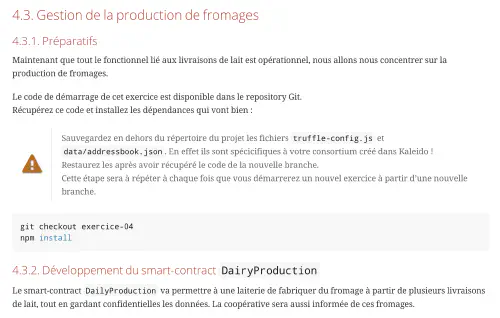 4.3. Gestion de la production de fromages
4.3.1. Préparatifs
Maintenant que tout le fonctionnel lié aux livraisons de lait est opérationnel, nous allons nous concentrer sur la
production de fromages.
Le code de démarrage de cet exercice est disponible dans le repository Git.
Récupérez ce code et installez les dépendances qui vont bien :
Sauvegardez en dehors du répertoire du projet les fichiers truffle-config.js et
data/addressbook.json. En effet ils sont spécicifiques à votre consortium créé dans Kaleido !
Restaurez les après avoir récupéré le code de la nouvelle branche.
Cette étape sera à répéter à chaque fois que vous démarrerez un nouvel exercice à partir d'une nouvelle
branche.
git checkout exercice-04
npm install
4.3.2. Développement du smart-contract DairyProduction
Le smart-contract DailyProduction va permettre à une laiterie de fabriquer du fromage à partir de plusieurs livraisons
de lait, tout en gardant confidentielles les données. La coopérative sera aussi informée de ces fromages.